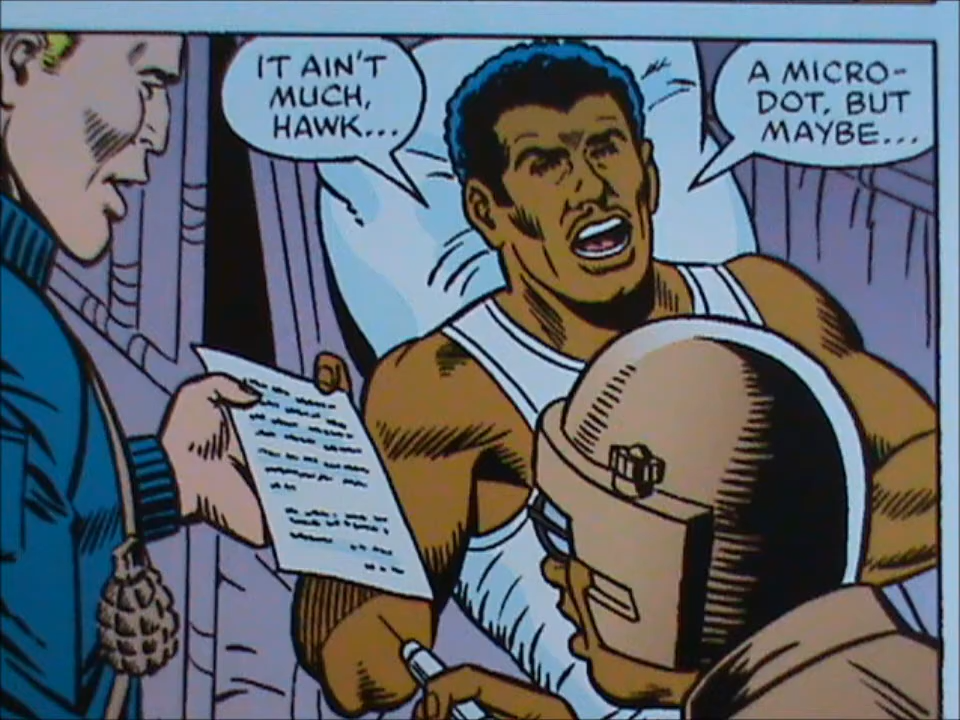 IT AIN'T
MUCH,
HAWK...
A MICRO-
DOT, BUT
MAYBE...